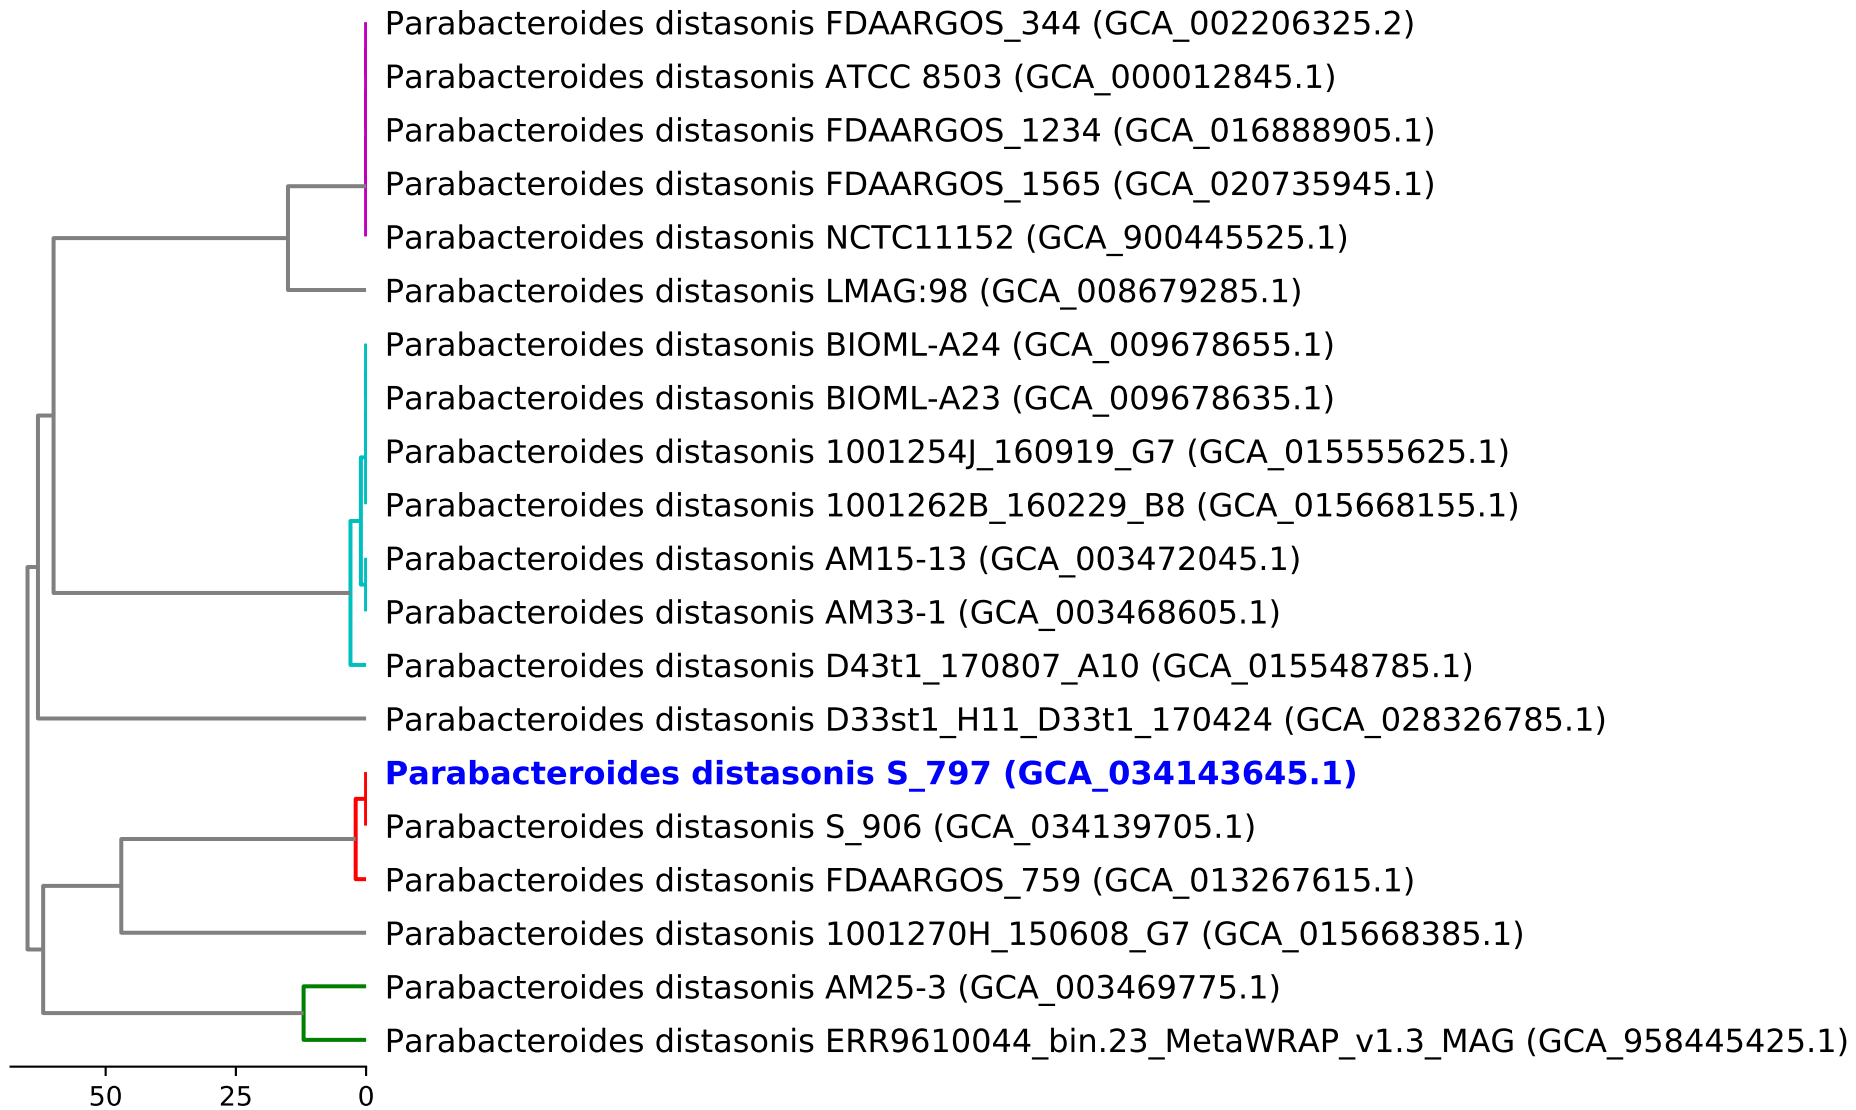 Parabacteroides distasonis FDAARGOS_344 (GCA_002206325.2)
Parabacteroides distasonis ATCC 8503 (GCA_000012845.1)
Parabacteroides distasonis FDAARGOS_1234 (GCA_016888905.1)
Parabacteroides distasonis FDAARGOS_1565 (GCA_020735945.1)
Parabacteroides distasonis NCTC11152 (GCA_900445525.1)
Parabacteroides distasonis LMAG:98 (GCA_008679285.1)
Parabacteroides distasonis BIOML-A24 (GCA_009678655.1)
Parabacteroides distasonis BIOML-A23 (GCA_009678635.1)
Parabacteroides distasonis 1001254J_160919_G7 (GCA_015555625.1)
Parabacteroides distasonis 1001262B_160229_B8 (GCA_015668155.1)
Parabacteroides distasonis AM15-13 (GCA_003472045.1)
Parabacteroides distasonis AM33-1 (GCA_003468605.1)
Parabacteroides distasonis D43t1_170807_A10 (GCA_015548785.1)
Parabacteroides distasonis D33st1_H11_D33t1_170424 (GCA_028326785.1)
Parabacteroides distasonis S_797 (GCA_034143645.1)
Parabacteroides distasonis S_906 (GCA_034139705.1)
Parabacteroides distasonis FDAARGOS_759 (GCA_013267615.1)
Parabacteroides distasonis 1001270H_150608_G7 (GCA_015668385.1)
Parabacteroides distasonis AM25-3 (GCA_003469775.1)
Parabacteroides distasonis ERR9610044_bin.23_MetaWRAP_v1.3_MAG (GCA_958445425.1)
50 25 0